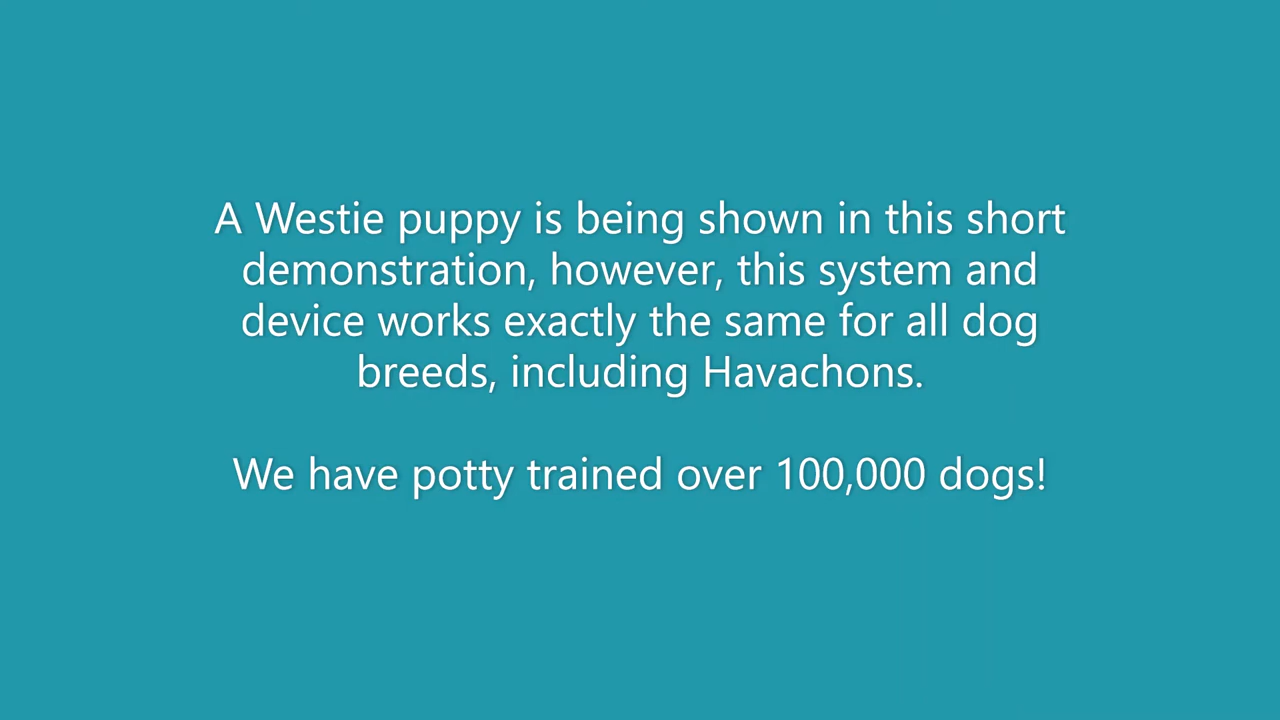 A Westie puppy is being shown in this short
demonstration, however, this system and
device works exactly the same for all dog
breeds, including Havachons.
We have potty trained over 100,000 dogs!